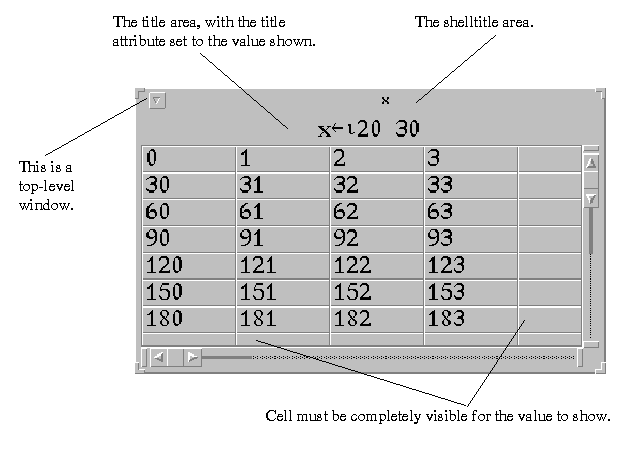 The title area, with the title
attribute set to the value shown.
The shelltitle area.
x
x←⍳20 30
This is a
top-level
window.
0 1 2 3
30 31 32 33
60 61 62 63
90 91 92 93
120 121 122 123
150 151 152 153
180 181 182 183
Cell must be completely visible for the value to show.